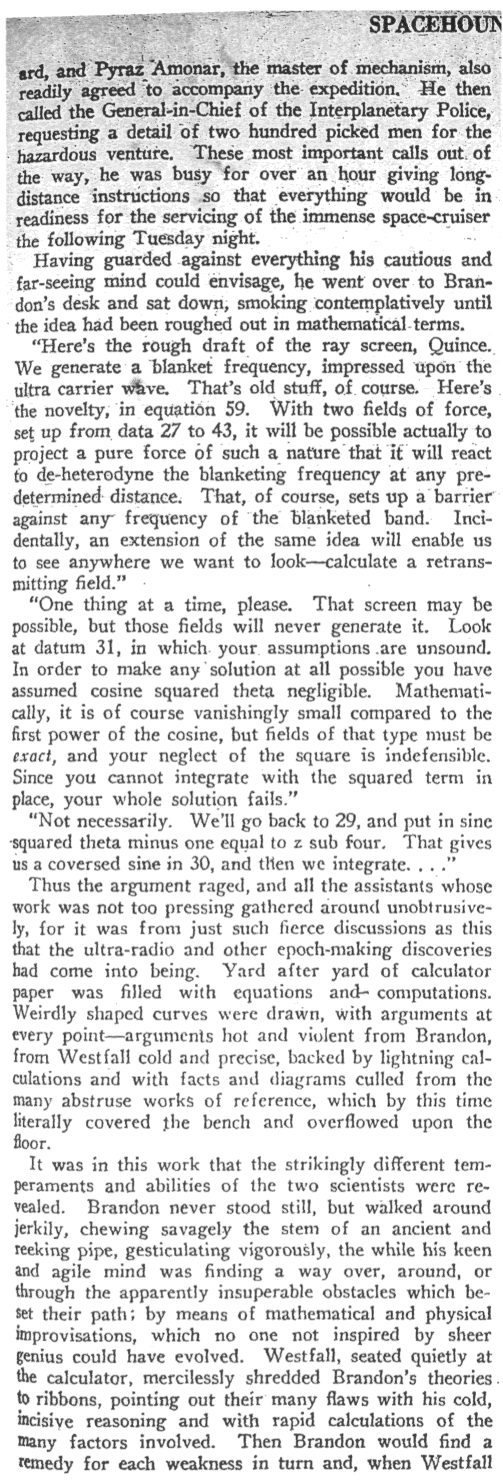 SPACEHOUN
ard, and Pyraz Amonar, the master of mechanism, also
readily agreed to accompany the expedition. He then
called the General-in-Chief of the Interplanetary Police,
requesting a detail of two hundred picked men for the
hazardous venture. These most important calls out of
the way, he was busy for over an hour giving long-
distance instructions so that everything would be in
readiness for the servicing of the immense space-cruiser
the following Tuesday night.
Having guarded against everything his cautious and
far-seeing mind could envisage, he went over to Bran-
don's desk and sat down, smoking contemplatively until
the idea had been roughed out in mathematical terms.
"Here's the rough draft of the ray screen, Quince.
We generate a blanket frequency, impressed upon the
ultra carrier wave. That's old stuff, of course. Here's
the novelty, in equation 59. With two fields of force,
set up from data 27 to 43, it will be possible actually to
project a pure force of such a nature that it will react
to de-heterodyne the blanketing frequency at any pre-
determined distance. That, of course, sets up a barrier
against any frequency of the blanketed band. Inci-
dentally, an extension of the same idea will enable us
to see anywhere we want to look—calculate a retrans-
mitting field."
"One thing at a time, please. That screen may be
possible, but those fields will never generate it. Look
at datum 31, in which your assumptions are unsound.
In order to make any solution at all possible you have
assumed cosine squared theta negligible. Mathemati-
cally, it is of course vanishingly small compared to the
first power of the cosine, but fields of that type must be
exact, and your neglect of the square is indefensible.
Since you cannot integrate with the squared term in
place, your whole solution fails."
"Not necessarily. We'll go back to 29, and put in sine
squared theta minus one equal to z sub four. That gives
us a coversed sine in 30, and then we integrate. . . ."
Thus the argument raged, and all the assistants whose
work was not too pressing gathered around unobtrusive-
ly, for it was from just such fierce discussions as this
that the ultra-radio and other epoch-making discoveries
had come into being. Yard after yard of calculator
paper was filled with equations and computations.
Weirdly shaped curves were drawn, with arguments at
every point—arguments hot and violent from Brandon,
from Westfall cold and precise, backed by lightning cal-
culations and with facts and diagrams culled from the
many abstruse works of reference, which by this time
literally covered the bench and overflowed upon the
floor.
It was in this work that the strikingly different tem-
peraments and abilities of the two scientists were re-
vealed. Brandon never stood still, but walked around
jerkily, chewing savagely the stem of an ancient and
reeking pipe, gesticulating vigorously, the while his keen
and agile mind was finding a way over, around, or
through the apparently insuperable obstacles which be-
set their path; by means of mathematical and physical
improvisations, which no one not inspired by sheer
genius could have evolved. Westfall, seated quietly at
the calculator, mercilessly shredded Brandon's theories
to ribbons, pointing out their many flaws with his cold,
incisive reasoning and with rapid calculations of the
many factors involved. Then Brandon would find a
remedy for each weakness in turn and, when Westfall